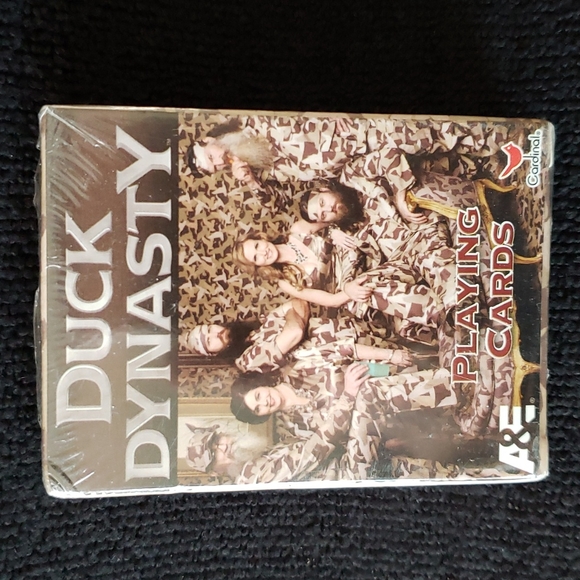 DUCK
DYNASTY
PLAYING
CARDS
A&E®
Cardinal®